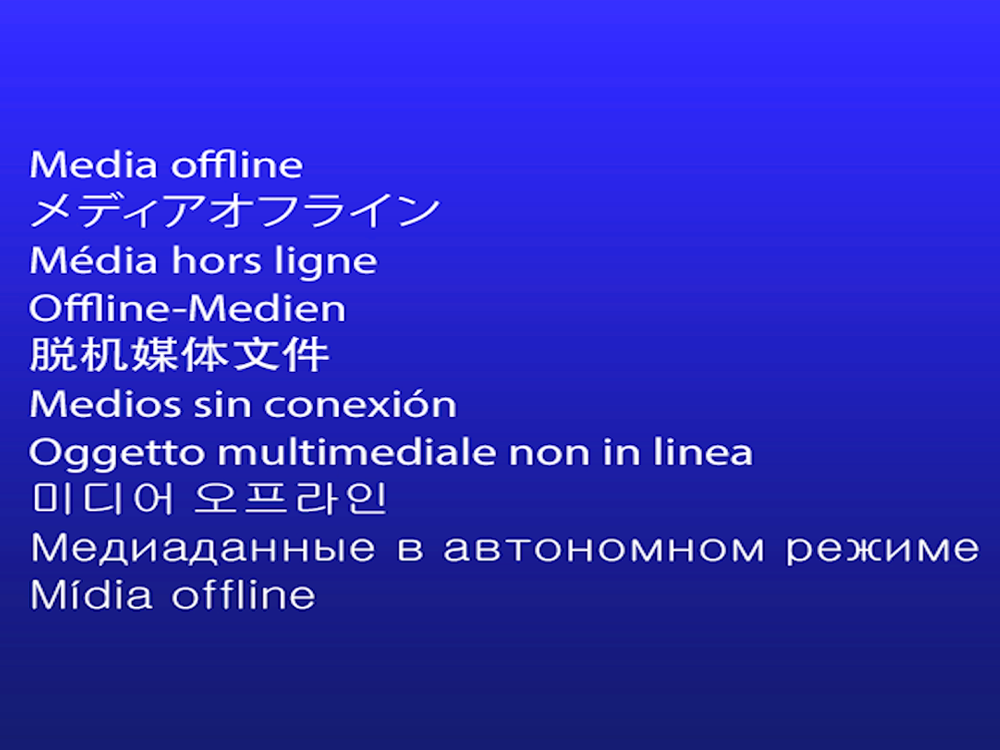 Media offline
メディアオフライン
Média hors ligne
Offline-Medien
脱机媒体文件
Medios sin conexión
Oggetto multimediale non in linea
미디어 오프라인
Медиаданные в автономном режиме
Mídia offline